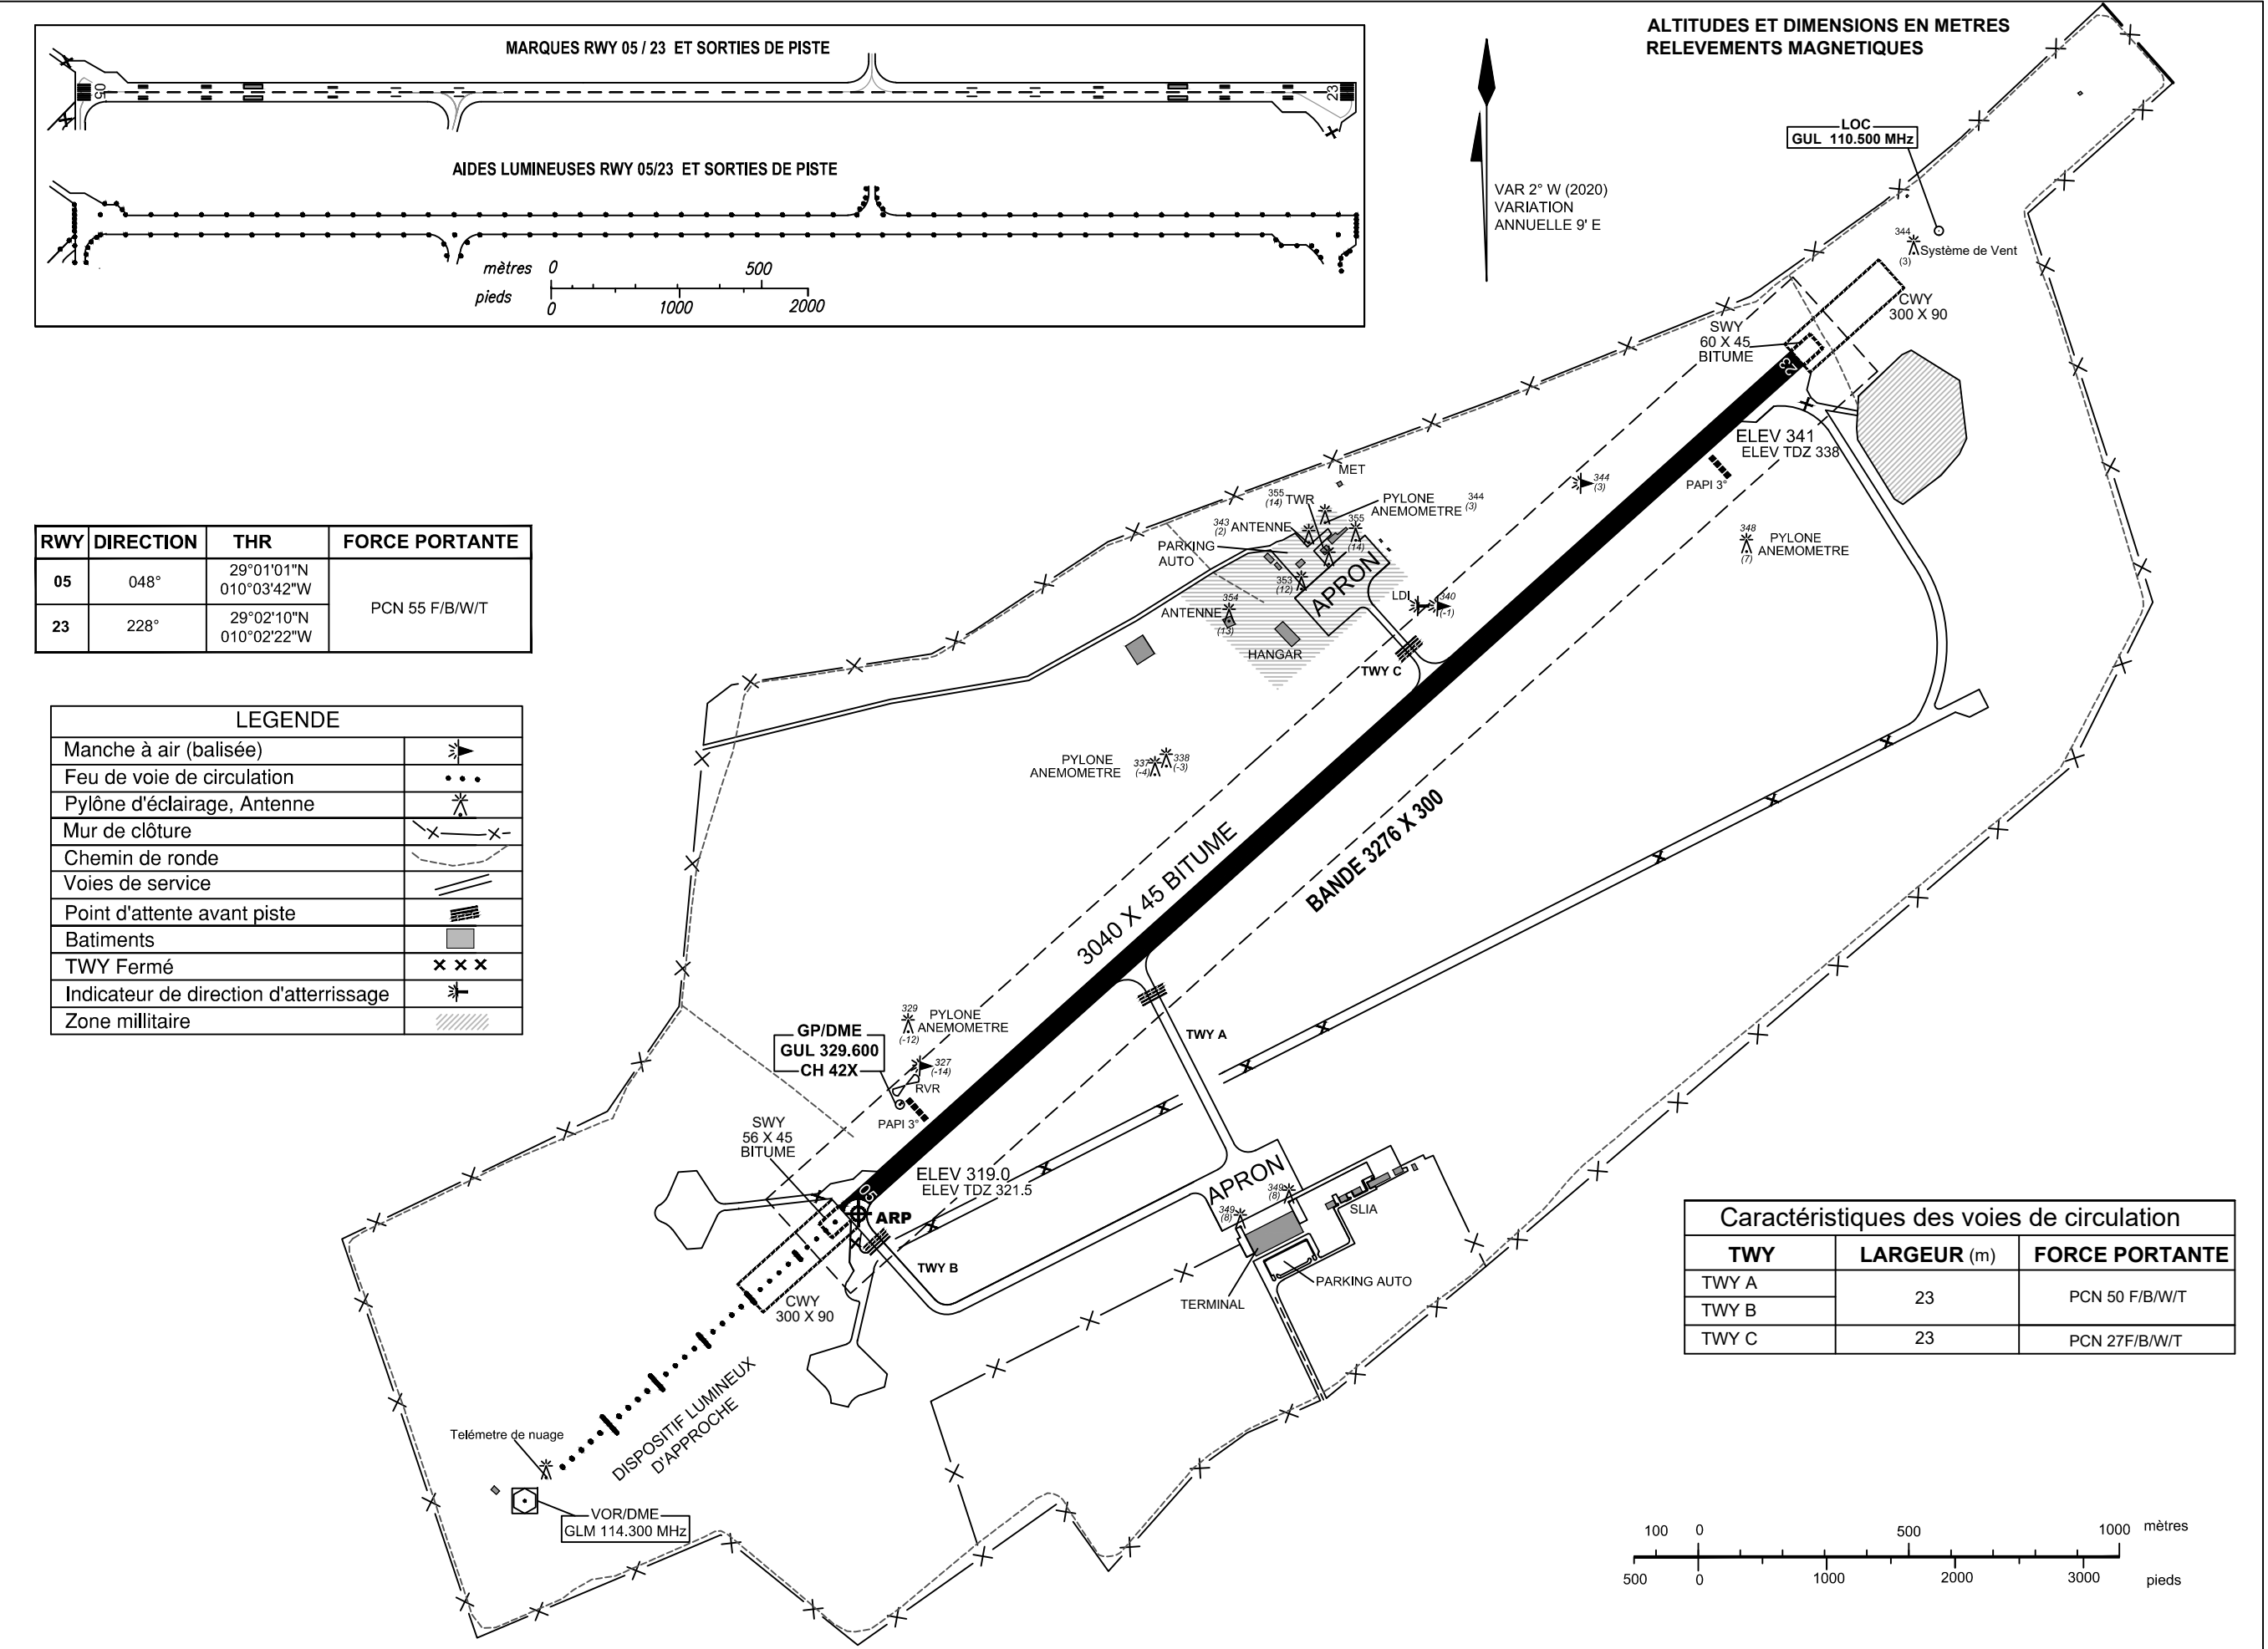 MARQUES RWY 05 / 23 ET SORTIES DE PISTE
05
23
AIDES LUMINEUSES RWY 05/23 ET SORTIES DE PISTE
mètres 0 500
pieds
0 1000 2000
ALTITUDES ET DIMENSIONS EN METRES
RELEVEMENTS MAGNETIQUES
VAR 2° W (2020)
VARIATION
ANNUELLE 9' E
LOC
GUL 110.500 MHz
344
(3)
Système de Vent
CWY
300 X 90
SWY
60 X 45
BITUME
23
ELEV 341
ELEV TDZ 338
PAPI 3°
344
(3)
348
(7)
PYLONE
ANEMOMETRE
MET
355
(14)
TWR
PYLONE
ANEMOMETRE
344
(3)
343
(2)
ANTENNE
355
(14)
PARKING
AUTO
353
(12)
APRON
354
ANTENNE
(13)
HANGAR
LDI
340
(-1)
TWY C
RWY DIRECTION THR FORCE PORTANTE
05 048° 29°01'01"N
010°03'42"W
PCN 55 F/B/W/T
23 228° 29°02'10"N
010°02'22"W
LEGENDE
Manche à air (balisée)
Feu de voie de circulation
Pylône d'éclairage, Antenne
Mur de clôture
Chemin de ronde
Voies de service
Point d'attente avant piste
Batiments
TWY Fermé
Indicateur de direction d'atterrissage
Zone militaire
PYLONE
ANEMOMETRE
337
(-4)
338
(-3)
3040 X 45 BITUME
BANDE 3276 X 300
329
(-12)
PYLONE
ANEMOMETRE
GP/DME
GUL 329.600
CH 42X
327
(-14)
RVR
PAPI 3°
TWY A
SWY
56 X 45
BITUME
05
ELEV 319.0
ELEV TDZ 321.5
ARP
TWY B
CWY
300 X 90
APRON
349
(8)
349
(8)
SLIA
PARKING AUTO
TERMINAL
DISPOSITIF LUMINEUX
D'APPROCHE
Telémetre de nuage
VOR/DME
GLM 114.300 MHz
Caractéristiques des voies de circulation
TWY LARGEUR (m) FORCE PORTANTE
TWY A
23 PCN 50 F/B/W/T
TWY B
TWY C 23 PCN 27F/B/W/T
100 0 500 1000 mètres
500 0 1000 2000 3000 pieds